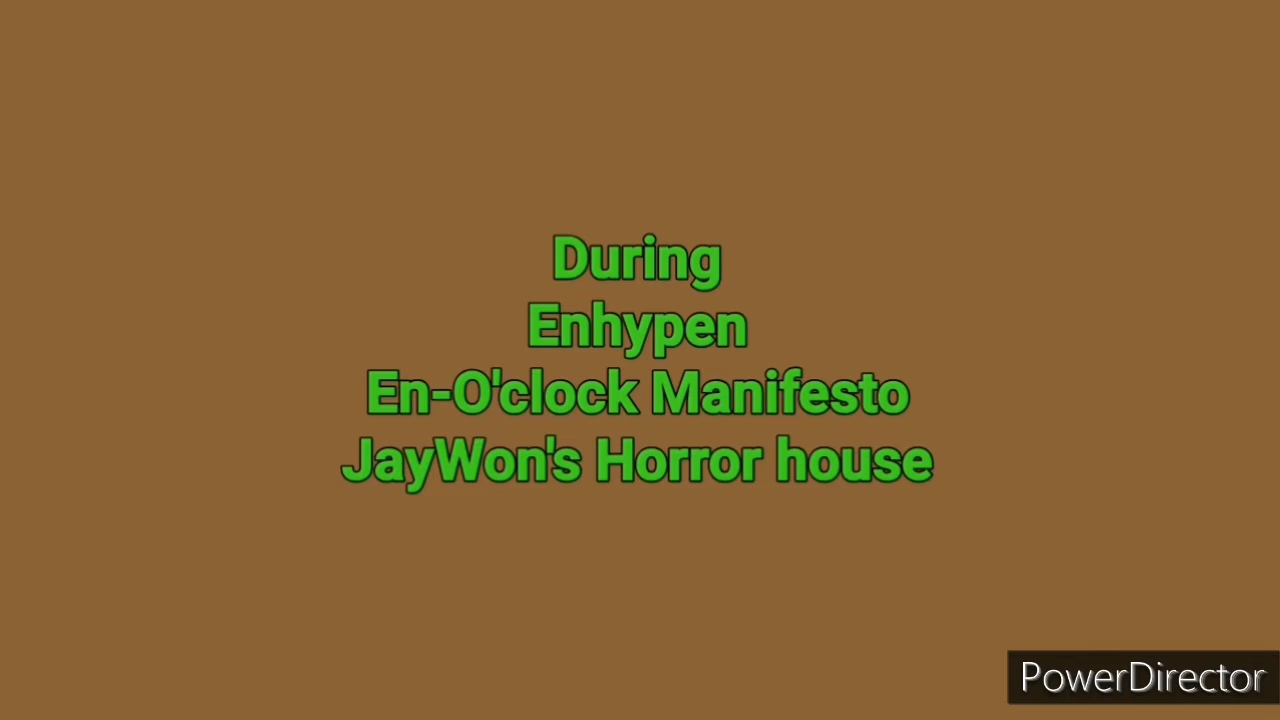 During
Enhypen
En-O'clock Manifesto
JayWon's Horror house
PowerDirector